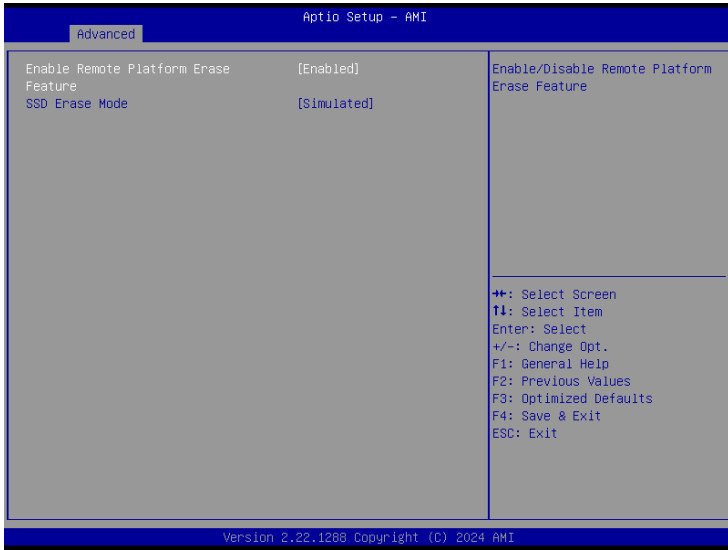 Aptio Setup – AMI
Advanced
Enable Remote Platform Erase [Enabled]
Feature
SSD Erase Mode [Simulated]
Enable/Disable Remote Platform
Erase Feature
→←: Select Screen
↑↓: Select Item
Enter: Select
+/-: Change Opt.
F1: General Help
F2: Previous Values
F3: Optimized Defaults
F4: Save & Exit
ESC: Exit
Version 2.22.1288 Copyright (C) 2024 AMI